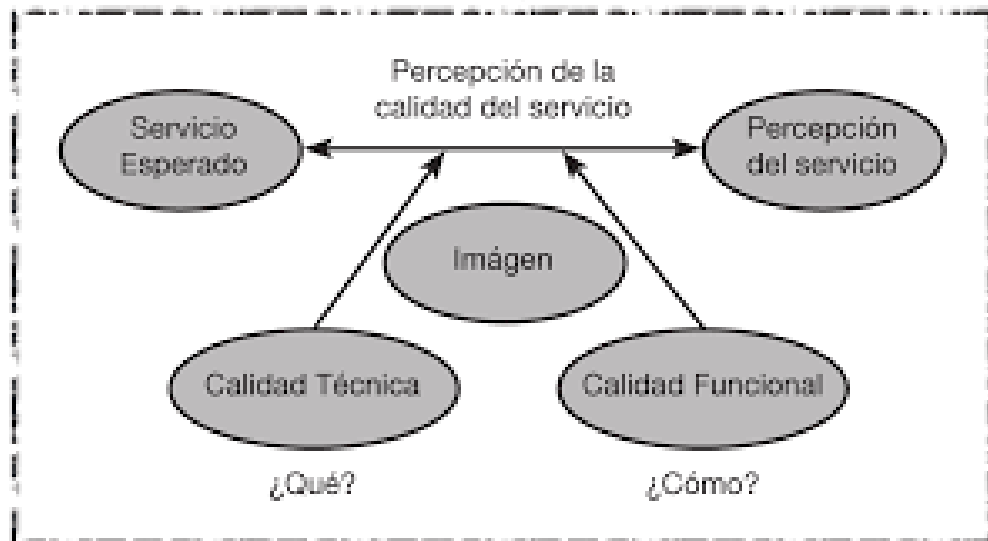 Percepción de la
calidad del servicio
Servicio
Esperado
Percepción
del servicio
Imágen
Calidad Técnica
Calidad Funcional
¿Qué?
¿Cómo?